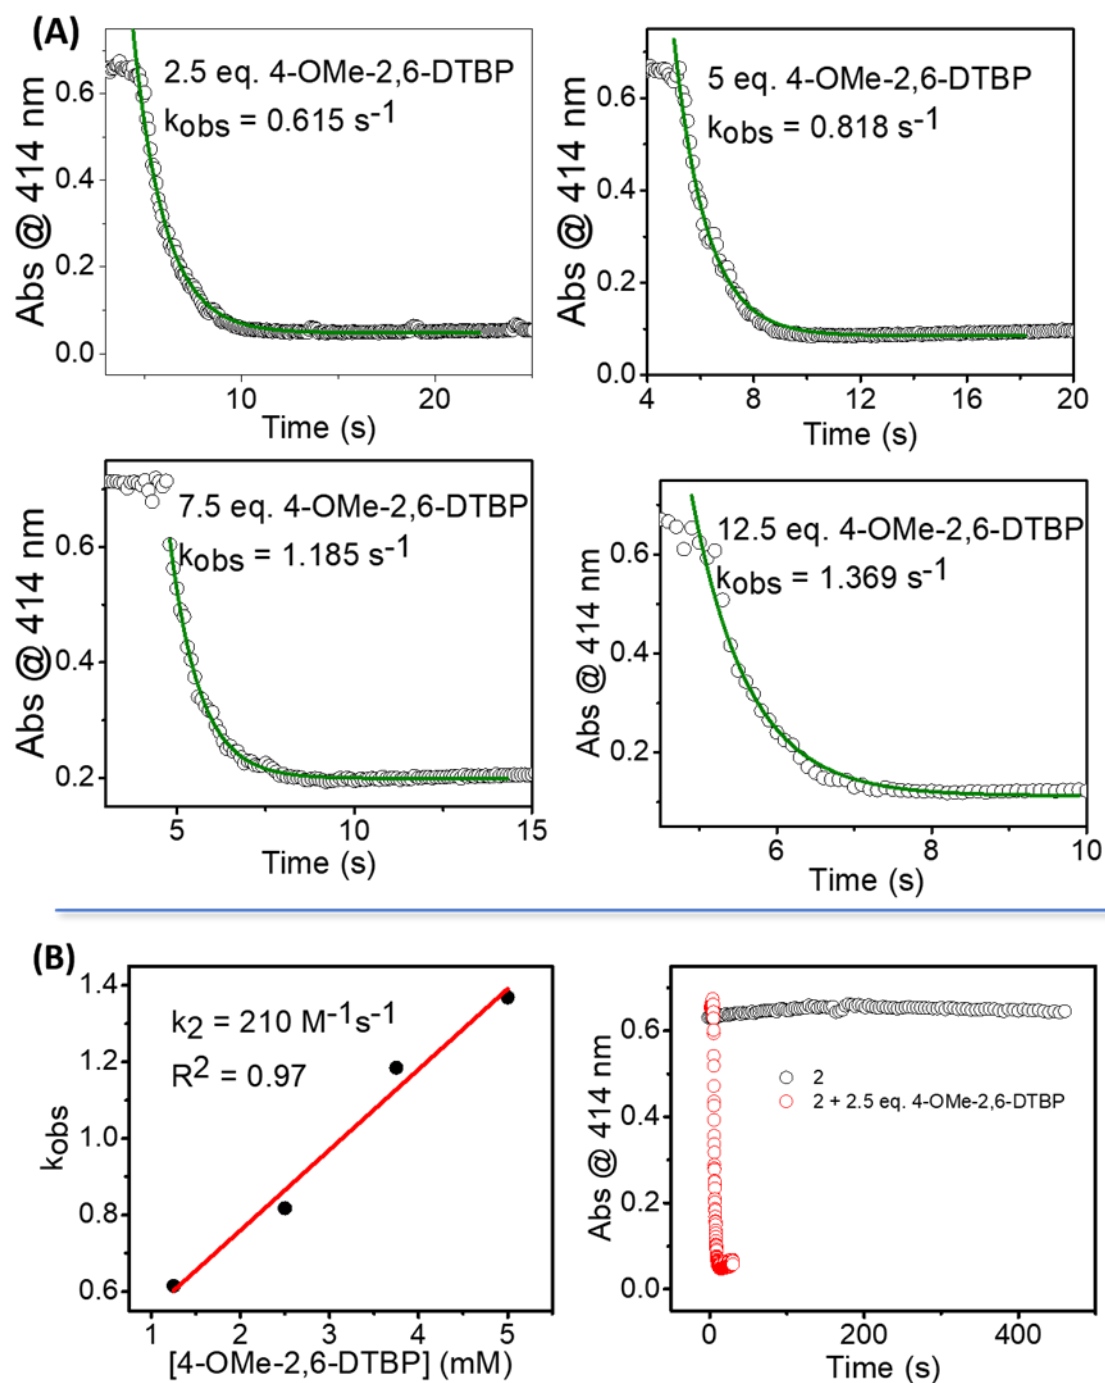 (A)
2.5 eq. 4-OMe-2,6-DTBP
kobs = 0.615 s-1
Abs @ 414 nm
0.6
0.4
0.2
0.0
10
20
Time (s)
5 eq. 4-OMe-2,6-DTBP
kobs = 0.818 s-1
Abs @ 414 nm
0.6
0.4
0.2
0.0
4
8
12
16
20
Time (s)
7.5 eq. 4-OMe-2,6-DTBP
kobs = 1.185 s-1
Abs @ 414 nm
0.6
0.4
0.2
5
10
15
Time (s)
12.5 eq. 4-OMe-2,6-DTBP
kobs = 1.369 s-1
Abs @ 414 nm
0.6
0.4
0.2
6
8
10
Time (s)
(B)
k2 = 210 M-1s-1
R2 = 0.97
kobs
1.4
1.2
1.0
0.8
0.6
1
2
3
4
5
[4-OMe-2,6-DTBP] (mM)
2
2 + 2.5 eq. 4-OMe-2,6-DTBP
Abs @ 414 nm
0.6
0.4
0.2
0.0
0
200
400
Time (s)